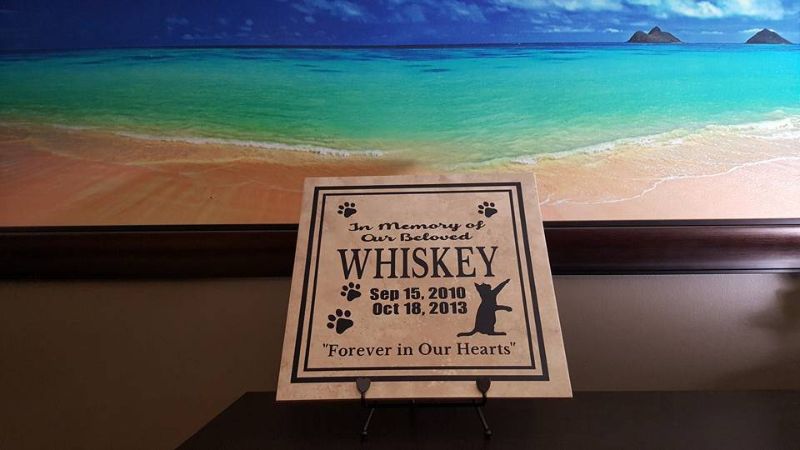 In Memory of
Our Beloved
WHISKEY
Sep 15, 2010
Oct 18, 2013
"Forever in Our Hearts"